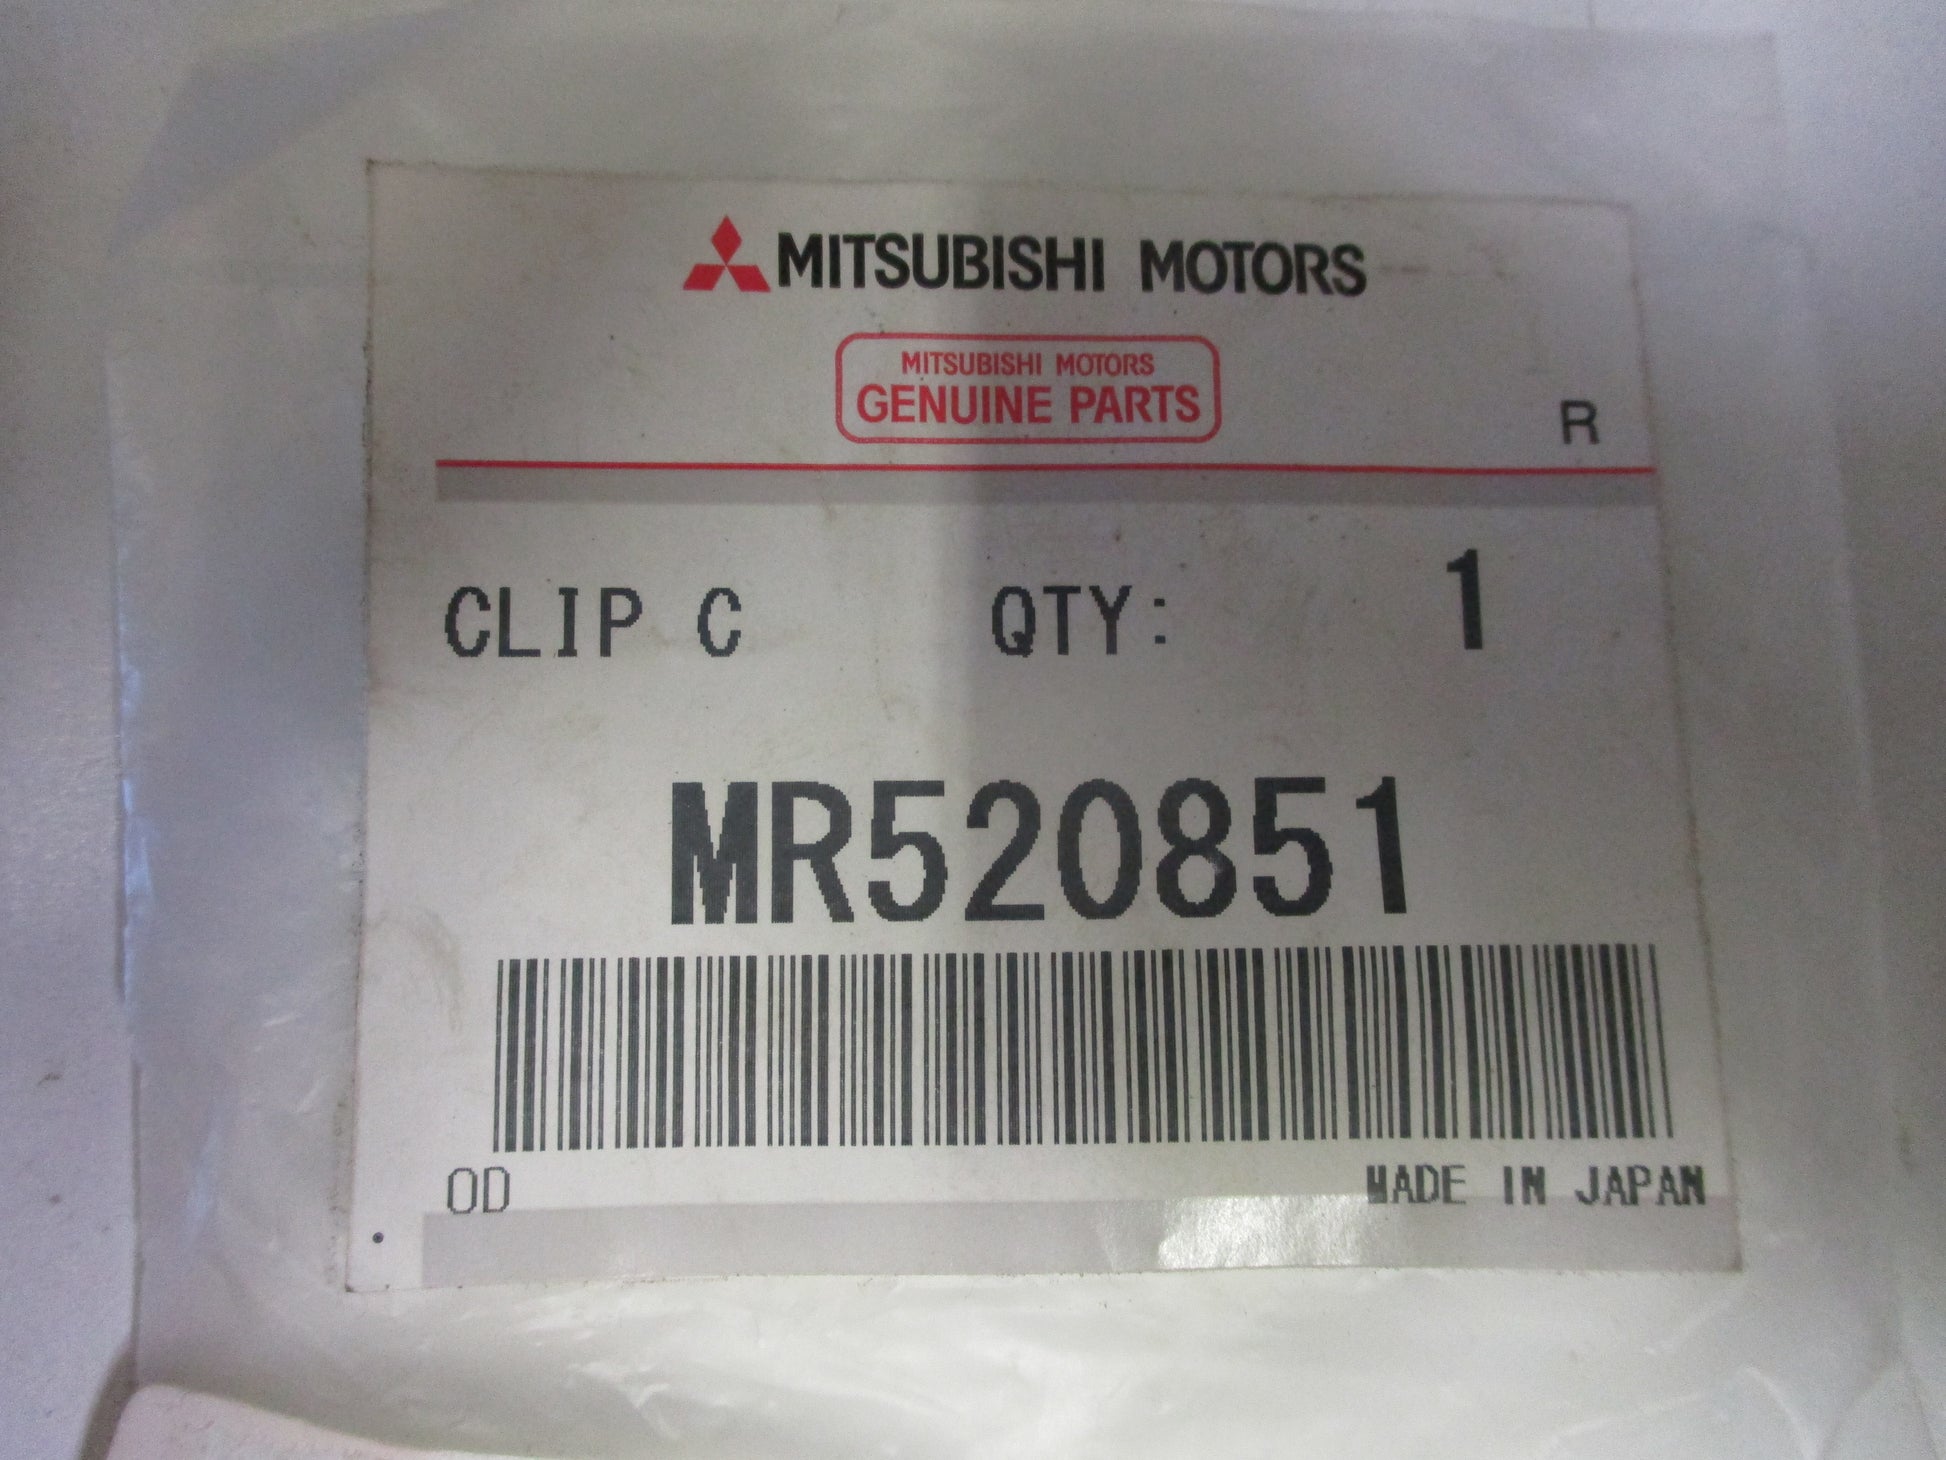 MITSUBISHI MOTORS
MITSUBISHI MOTORS
GENUINE PARTS
R
CLIP C QTY: 1
MR520851
OD MADE IN JAPAN